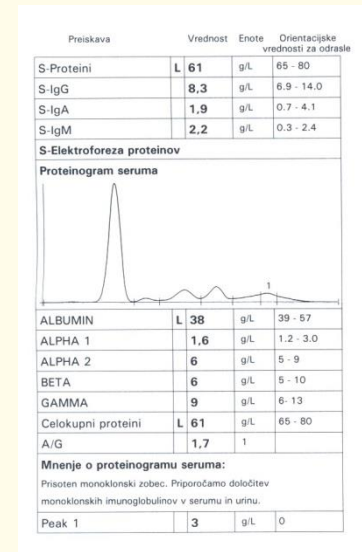 Preiskava Vrednost Enote Orientacijske
vrednosti za odrasle
S-Proteini L 61 g/L 65 - 80
S-IgG 8,3 g/L 6.9 - 14.0
S-IgA 1,9 g/L 0.7 - 4.1
S-IgM 2,2 g/L 0.3 - 2.4
S-Elektroforeza proteinov
Proteinogram seruma
1
ALBUMIN L 38 g/L 39 - 57
ALPHA 1 1,6 g/L 1.2 - 3.0
ALPHA 2 6 g/L 5 - 9
BETA 6 g/L 5 - 10
GAMMA 9 g/L 6- 13
Celokupni proteini L 61 g/L 65 - 80
A/G 1,7 1
Mnenje o proteinogramu seruma:
Prisoten monoklonski zobec. Priporočamo določitev
monoklonskih imunoglobulinov v serumu in urinu.
Peak 1 3 g/L 0